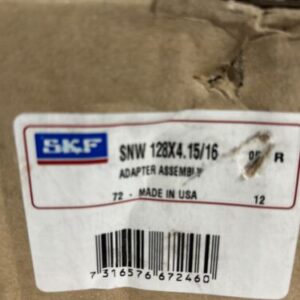 SKF SNW 128X4.15/16 R
ADAPTER ASSEMBLY
72 - MADE IN USA 12
7 316576 672460